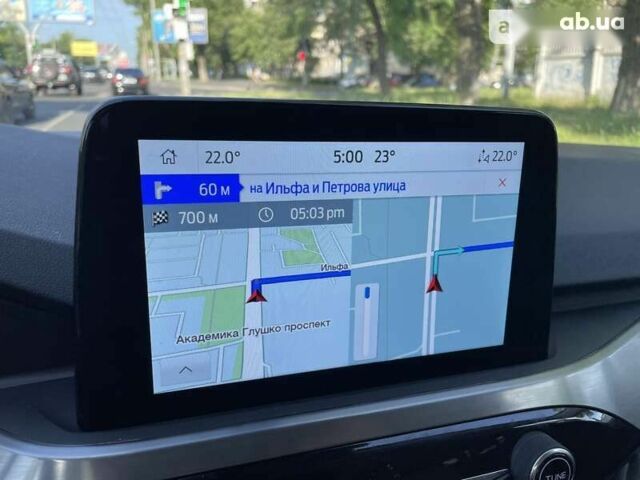 ab.ua
22.0° 5:00 23° 22.0°
60 м на Ильфа и Петрова улица
700 м 05:03 pm
Ильфа
Академика Глушко проспект
TUNE